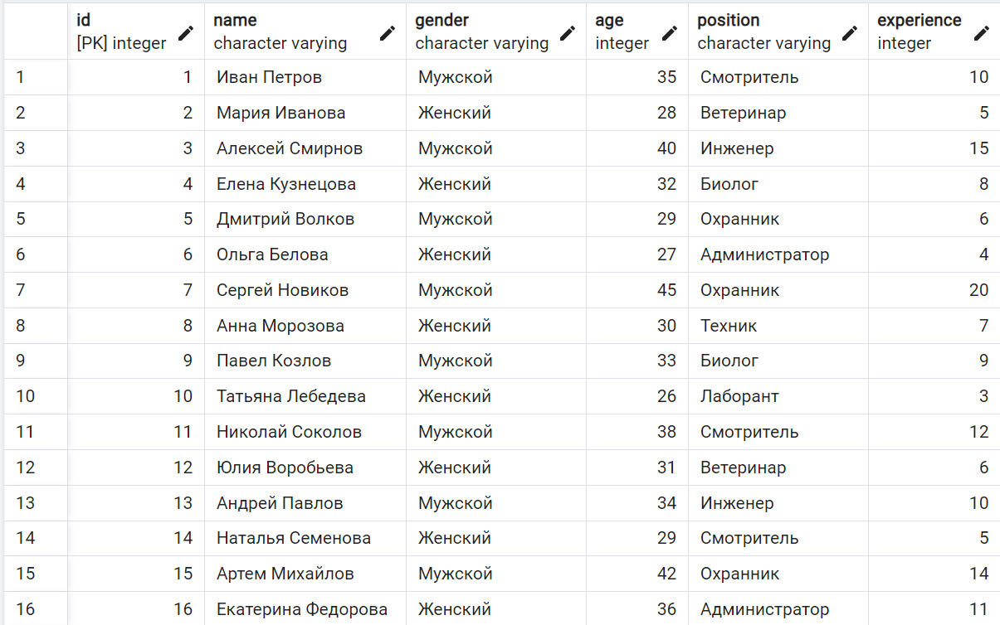 id name gender age position experience
[PK] integer character varying character varying integer character varying integer
1 1 Иван Петров Мужской 35 Смотритель 10
2 2 Мария Иванова Женский 28 Ветеринар 5
3 3 Алексей Смирнов Мужской 40 Инженер 15
4 4 Елена Кузнецова Женский 32 Биолог 8
5 5 Дмитрий Волков Мужской 29 Охранник 6
6 6 Ольга Белова Женский 27 Администратор 4
7 7 Сергей Новиков Мужской 45 Охранник 20
8 8 Анна Морозова Женский 30 Техник 7
9 9 Павел Козлов Мужской 33 Биолог 9
10 10 Татьяна Лебедева Женский 26 Лаборант 3
11 11 Николай Соколов Мужской 38 Смотритель 12
12 12 Юлия Воробьева Женский 31 Ветеринар 6
13 13 Андрей Павлов Мужской 34 Инженер 10
14 14 Наталья Семенова Женский 29 Смотритель 5
15 15 Артем Михайлов Мужской 42 Охранник 14
16 16 Екатерина Федорова Женский 36 Администратор 11